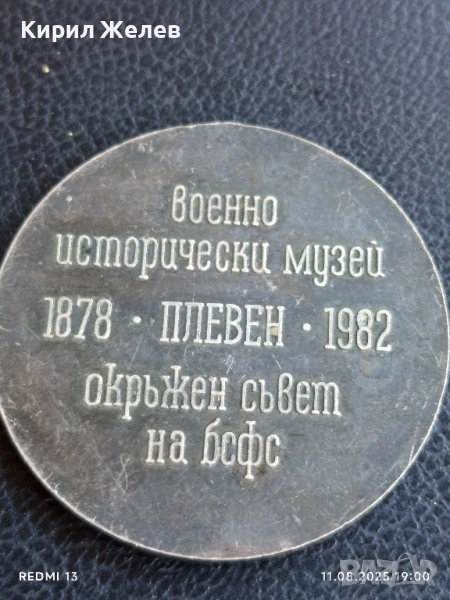 Кирил Желев
военно
исторически музей
1878 · ПЛЕВЕН · 1982
окръжен съвет
на бсфс
REDMI 13
11.08.2025 19:00
BAZAR